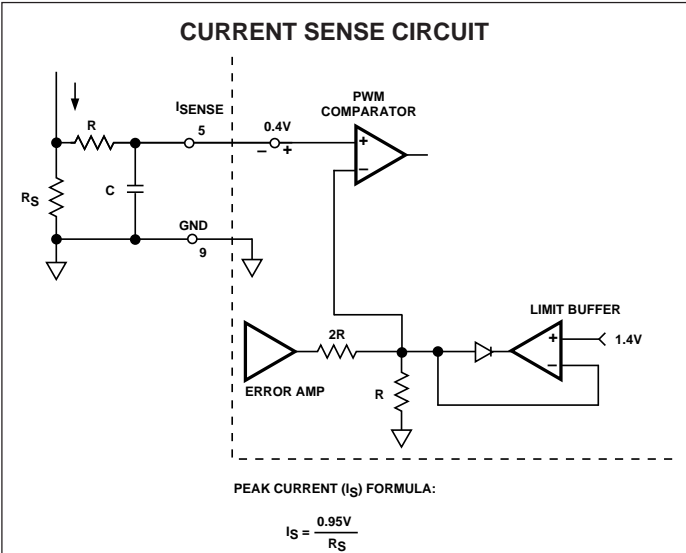 CURRENT SENSE CIRCUIT
PWM
COMPARATOR
ISENSE
5
0.4V
R
− +
+
−
RS
C
GND
9
LIMIT BUFFER
2R
+
1.4V
−
ERROR AMP
R
PEAK CURRENT (IS) FORMULA:
IS = 0.95V
RS